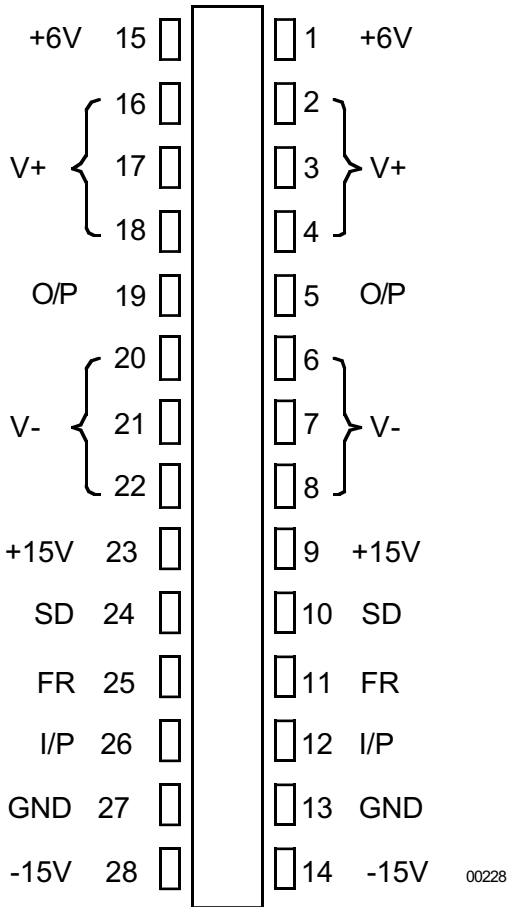 +6V 15 1 +6V
16 2
V+ 17 3 V+
18 4
O/P 19 5 O/P
20 6
V- 21 7 V-
22 8
+15V 23 9 +15V
SD 24 10 SD
FR 25 11 FR
I/P 26 12 I/P
GND 27 13 GND
-15V 28 14 -15V 00228